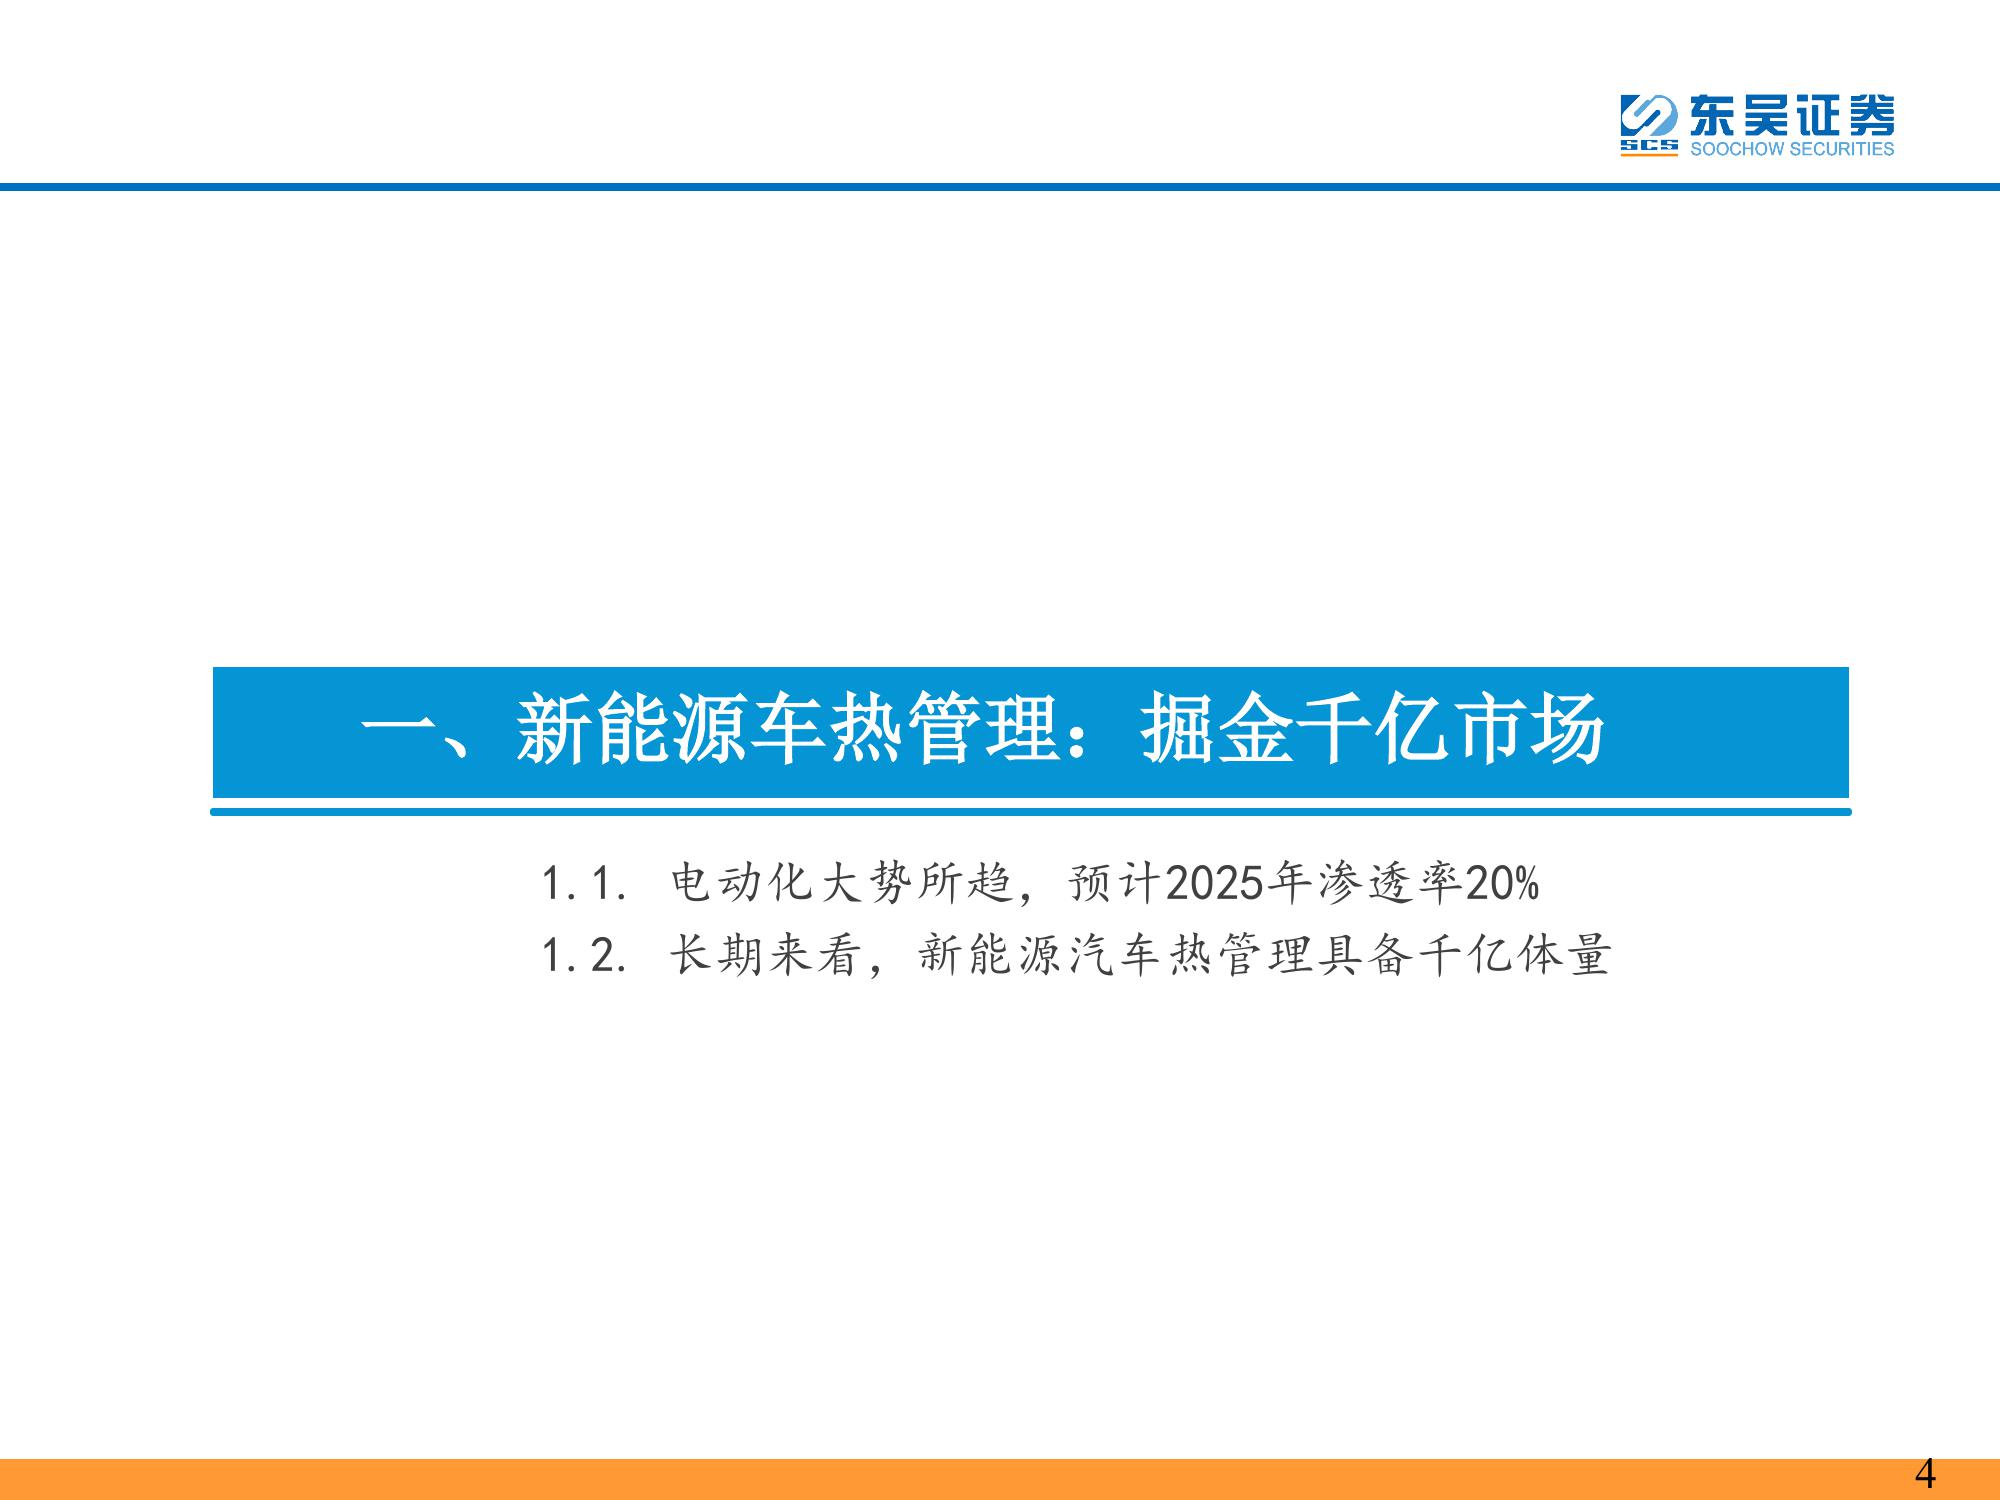 东吴证券
SCS
SOOCHOW SECURITIES
一、新能源车热管理：掘金千亿市场
1.1. 电动化大势所趋，预计2025年渗透率20%
1.2. 长期来看，新能源汽车热管理具备千亿体量
4